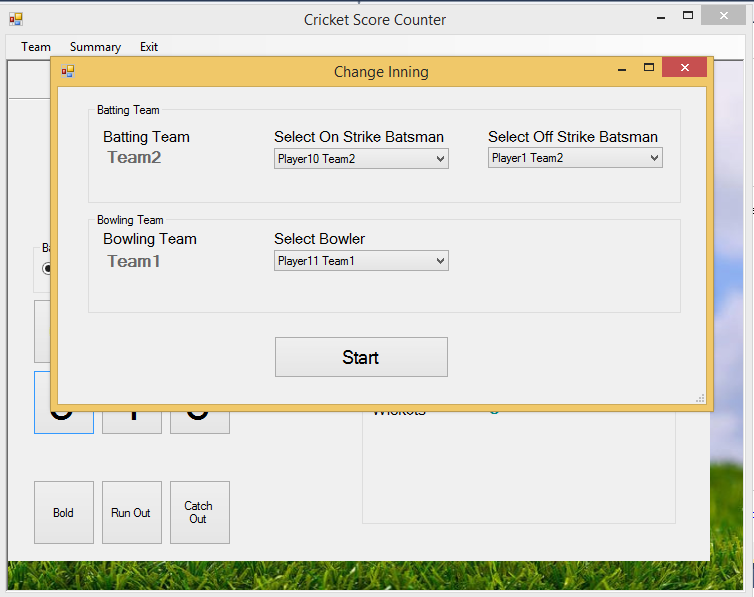 Cricket Score Counter
Team Summary Exit
Change Inning
Batting Team
Batting Team Select On Strike Batsman Select Off Strike Batsman
Team2 Player10 Team2 Player1 Team2
Bowling Team
Bowling Team Select Bowler
Team1 Player11 Team1
Start
Bold Run Out Catch
Out